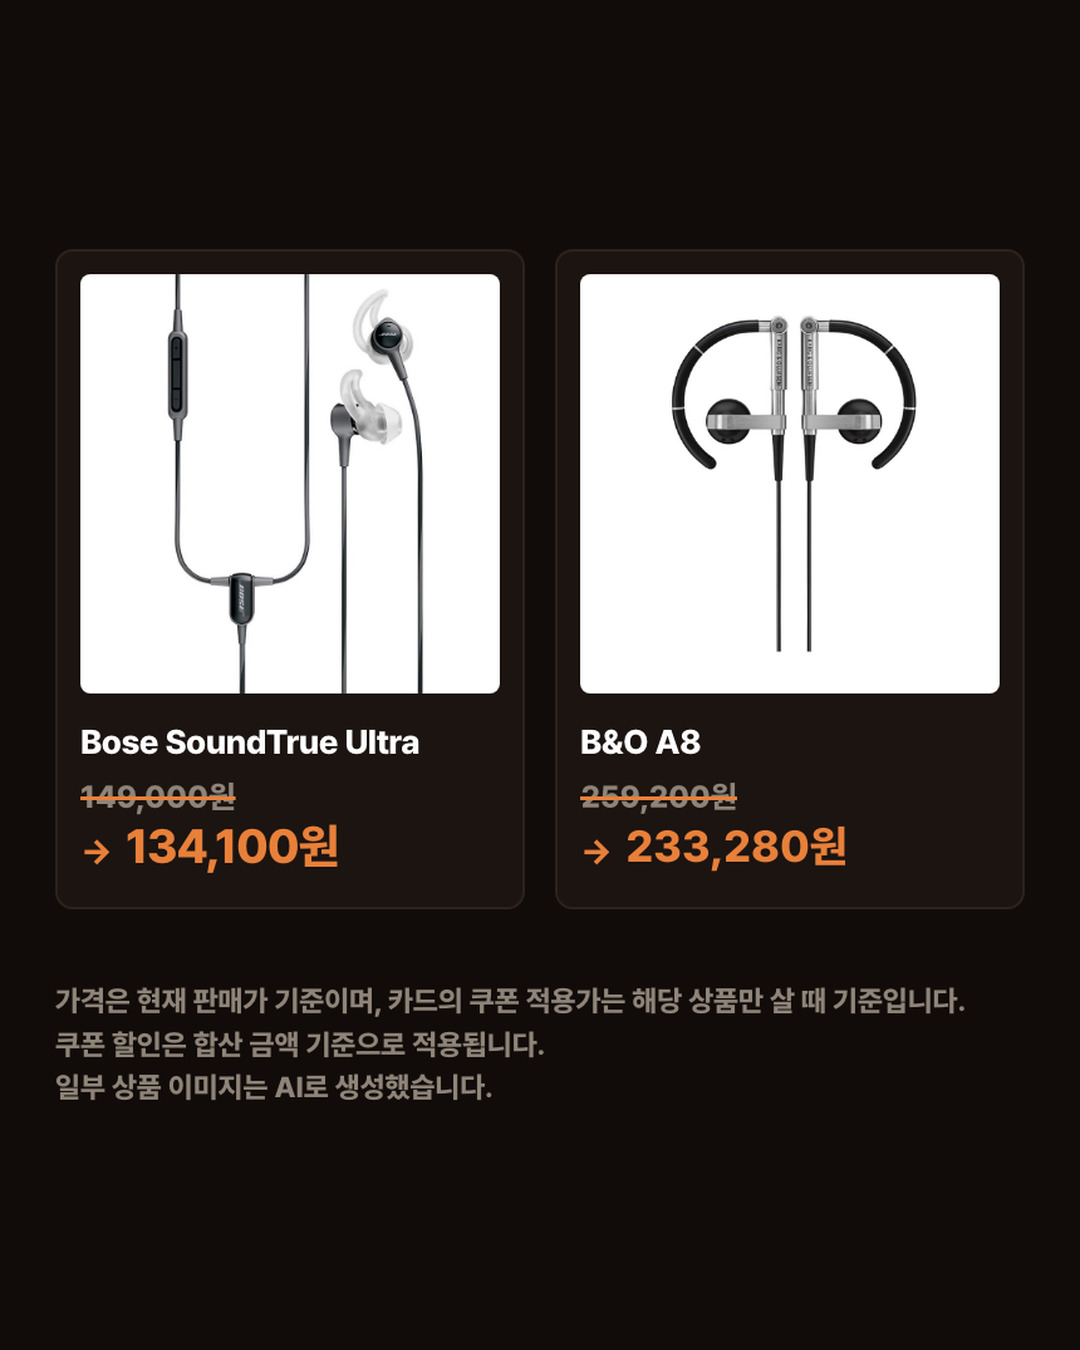 Bose SoundTrue Ultra
149,000원
→ 134,100원
B&O A8
259,200원
→ 233,280원
가격은 현재 판매가 기준이며, 카드의 쿠폰 적용가는 해당 상품만 살 때 기준입니다.
쿠폰 할인은 합산 금액 기준으로 적용됩니다.
일부 상품 이미지는 AI로 생성했습니다.